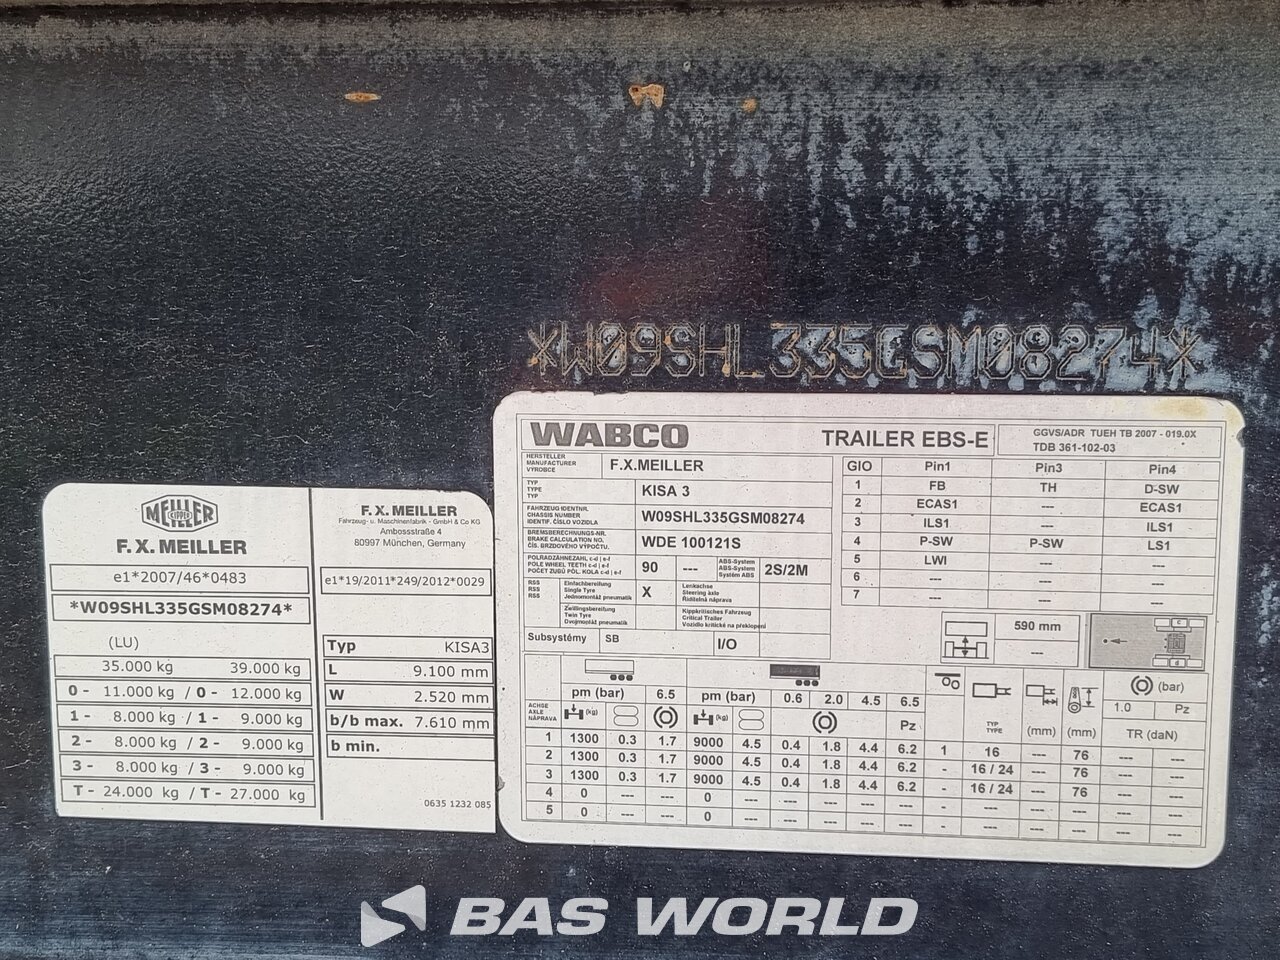 *W09SHL335GSM08274*
MEILLER
KIPPER
F. X. MEILLER
e1*2007/46*0483
*W09SHL335GSM08274*
(LU)
35.000 kg 39.000 kg
0 - 11.000 kg / 0 - 12.000 kg
1 - 8.000 kg / 1 - 9.000 kg
2 - 8.000 kg / 2 - 9.000 kg
3 - 8.000 kg / 3 - 9.000 kg
T - 24.000 kg / T - 27.000 kg
F. X. MEILLER
Fahrzeug- u. Maschinenfabrik - GmbH & Co KG
Ambossstraße 4
80997 München, Germany
e1*19/2011*249/2012*0029
Typ KISA3
L 9.100 mm
W 2.520 mm
b/b max. 7.610 mm
b min.
0635 1232 085
WABCO TRAILER EBS-E
GGVS/ADR TUEH TB 2007 - 019.0X
TDB 361-102-03
HERSTELLER
MANUFACTURER
VÝROBCE
F.X.MEILLER
TYP
TYPE
TYP
KISA 3
FAHRZEUG IDENTNR.
CHASSIS NUMBER
IDENTIF. ČÍSLO VOZIDLA
W09SHL335GSM08274
BREMSBERECHNUNGS-NR.
BRAKE CALCULATION NO.
ČÍS. BRZDOVÉHO VÝPOČTU.
WDE 100121S
POLRADZÄHNEZAHL c-d | e-f
POLE WHEEL TEETH c-d | e-f
POČET ZUBŮ PÓL. KOLA c-d | e-f
90 ---
ABS-System
ABS-System
Systém ABS
2S/2M
RSS
RSS
RSS
Einfachbereifung
Single Tyre
Jednomontáž pneumatik
X
Lenkachse
Steering axle
Řiditelná náprava
Zwillingsbereifung
Twin Tyre
Dvojmontáž pneumatik
Kippkritisches Fahrzeug
Critical Trailer
Vozidlo kritické na překlopení
Subsystémy SB I/O
GIO Pin1 Pin3 Pin4
1 FB TH D-SW
2 ECAS1 --- ECAS1
3 ILS1 --- ILS1
4 P-SW P-SW LS1
5 LWI --- ---
6 --- --- ---
7 --- --- ---
590 mm
---
c
d
pm (bar) 6.5 pm (bar) 0.6 2.0 4.5 6.5
ACHSE
AXLE
NÁPRAVA
(kg) (kg) Pz
TYP
TYPE
(mm) (mm)
(bar)
1.0 Pz
TR (daN)
1 1300 0.3 1.7 9000 4.5 0.4 1.8 4.4 6.2 1 16 --- 76 --- ---
2 1300 0.3 1.7 9000 4.5 0.4 1.8 4.4 6.2 - 16 / 24 --- 76 --- ---
3 1300 0.3 1.7 9000 4.5 0.4 1.8 4.4 6.2 - 16 / 24 --- 76 --- ---
4 0 --- --- 0 --- --- --- --- --- - --- --- --- --- ---
5 0 --- --- 0 --- --- --- --- --- - --- --- --- --- ---
BAS WORLD